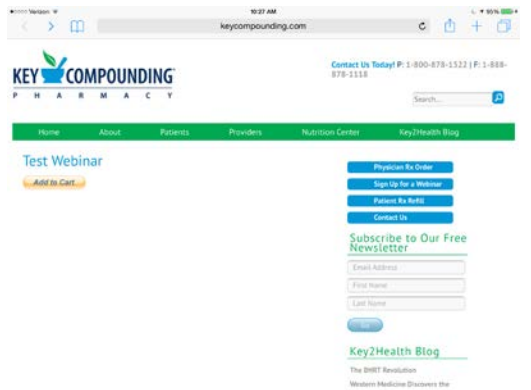 Verizon
10:27 AM
95%
keycompounding.com
KEY COMPOUNDING
PHARMACY
Contact Us Today! P: 1-800-878-1322 | F: 1-888-
878-1118
Search...
Home
About
Patients
Providers
Nutrition Center
Key2Health Blog
Test Webinar
Add to Cart
Physician Rx Order
Sign Up for a Webinar
Patient Rx Refill
Contact Us
Subscribe to Our Free
Newsletter
Email Address
First Name
Last Name
Go
Key2Health Blog
The BHRT Revolution
Western Medicine Discovers the